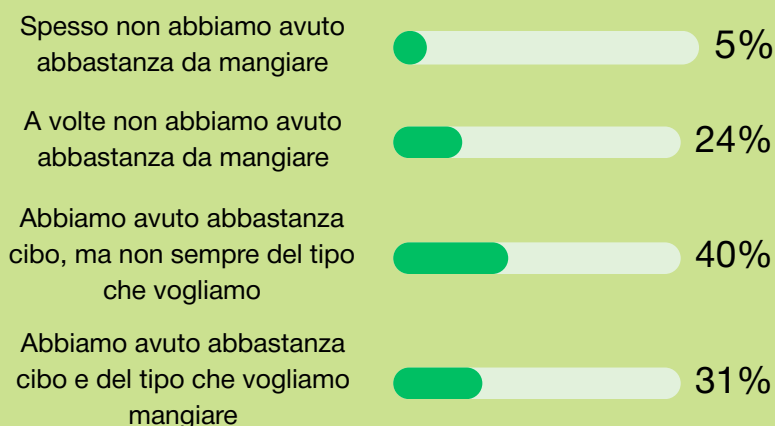 Spesso non abbiamo avuto
abbastanza da mangiare
5%
A volte non abbiamo avuto
abbastanza da mangiare
24%
Abbiamo avuto abbastanza
cibo, ma non sempre del tipo
che vogliamo
40%
Abbiamo avuto abbastanza
cibo e del tipo che vogliamo
mangiare
31%